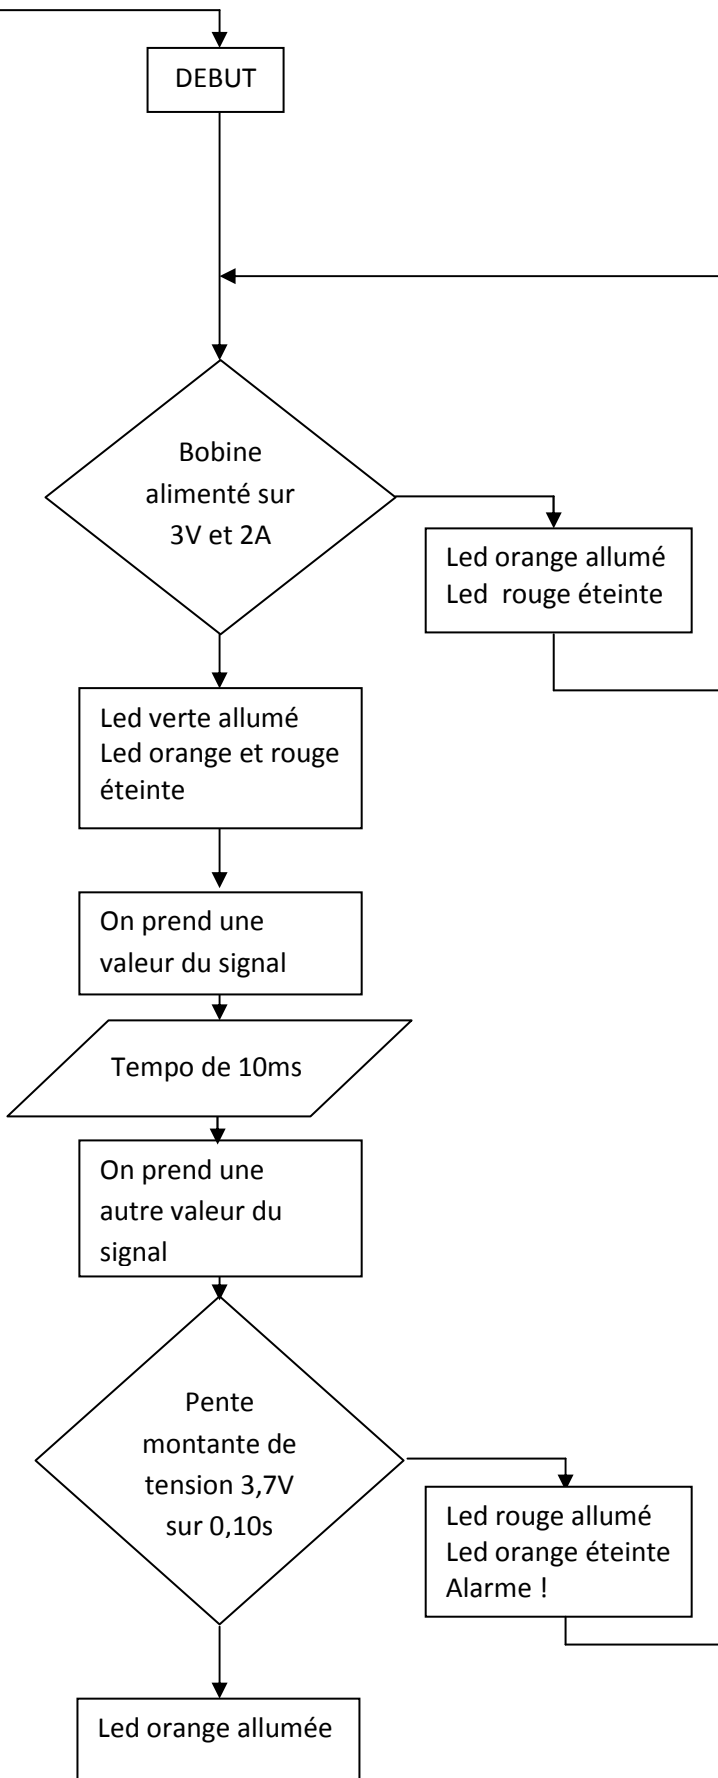 DEBUT
Bobine
alimenté sur
3V et 2A
Led orange allumé
Led rouge éteinte
Led verte allumé
Led orange et rouge
éteinte
On prend une
valeur du signal
Tempo de 10ms
On prend une
autre valeur du
signal
Pente
montante de
tension 3,7V
sur 0,10s
Led rouge allumé
Led orange éteinte
Alarme !
Led orange allumée